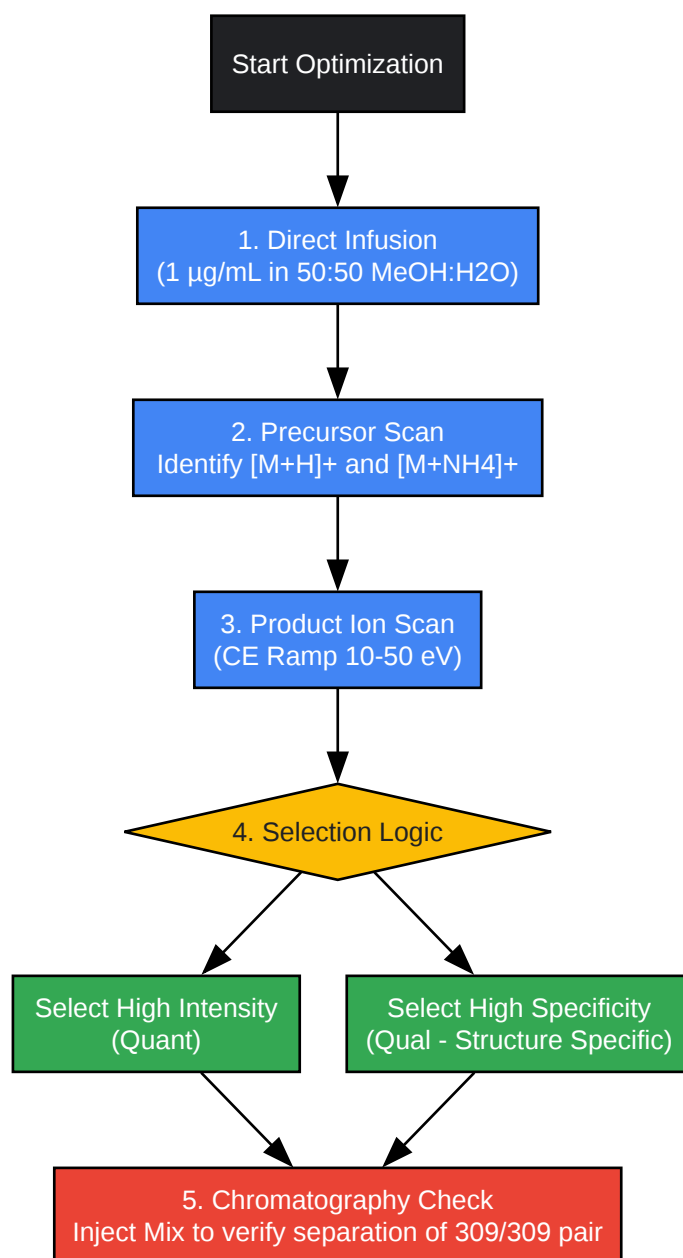 Start Optimization
1. Direct Infusion
(1 µg/mL in 50:50 MeOH:H2O)
2. Precursor Scan
Identify [M+H]+ and [M+NH4]+
3. Product Ion Scan
(CE Ramp 10-50 eV)
4. Selection Logic
Select High Intensity
(Quant)
Select High Specificity
(Qual - Structure Specific)
5. Chromatography Check
Inject Mix to verify separation of 309/309 pair